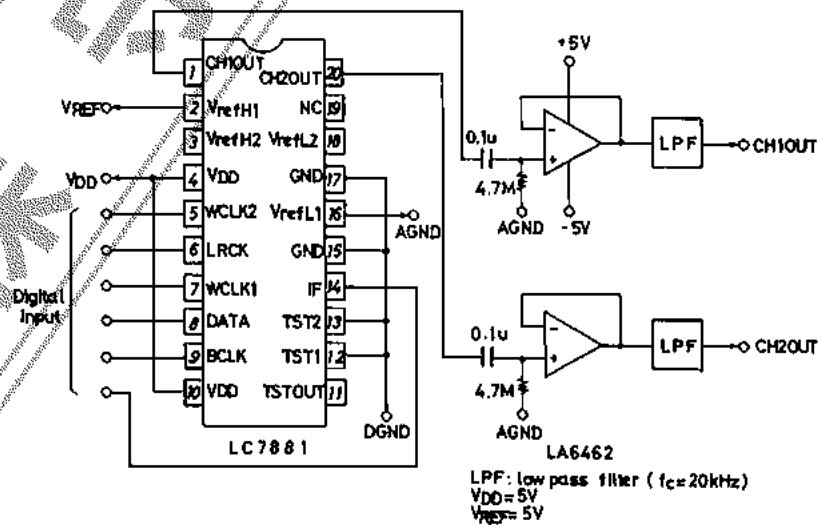 +5V
1 CH1OUT CH2OUT 20
VREF 2 VrefH1 NC 19
3 VrefH2 VrefL2 18
VDD 4 VDD GND 17
5 WCLK2 VrefL1 16 AGND
6 LRCK GND 15
7 WCLK1 IF 14
Digital Input
8 DATA TST2 13
9 BCLK TST1 12
10 VDD TSTOUT 11
DGND
LC7881
0.1u
-
+
4.7M
AGND
-5V
LPF
CH1OUT
0.1u
-
+
4.7M
AGND
LPF
CH2OUT
LA6462
LPF: low pass filter ( fc=20kHz)
VDD=5V
VREF=5V